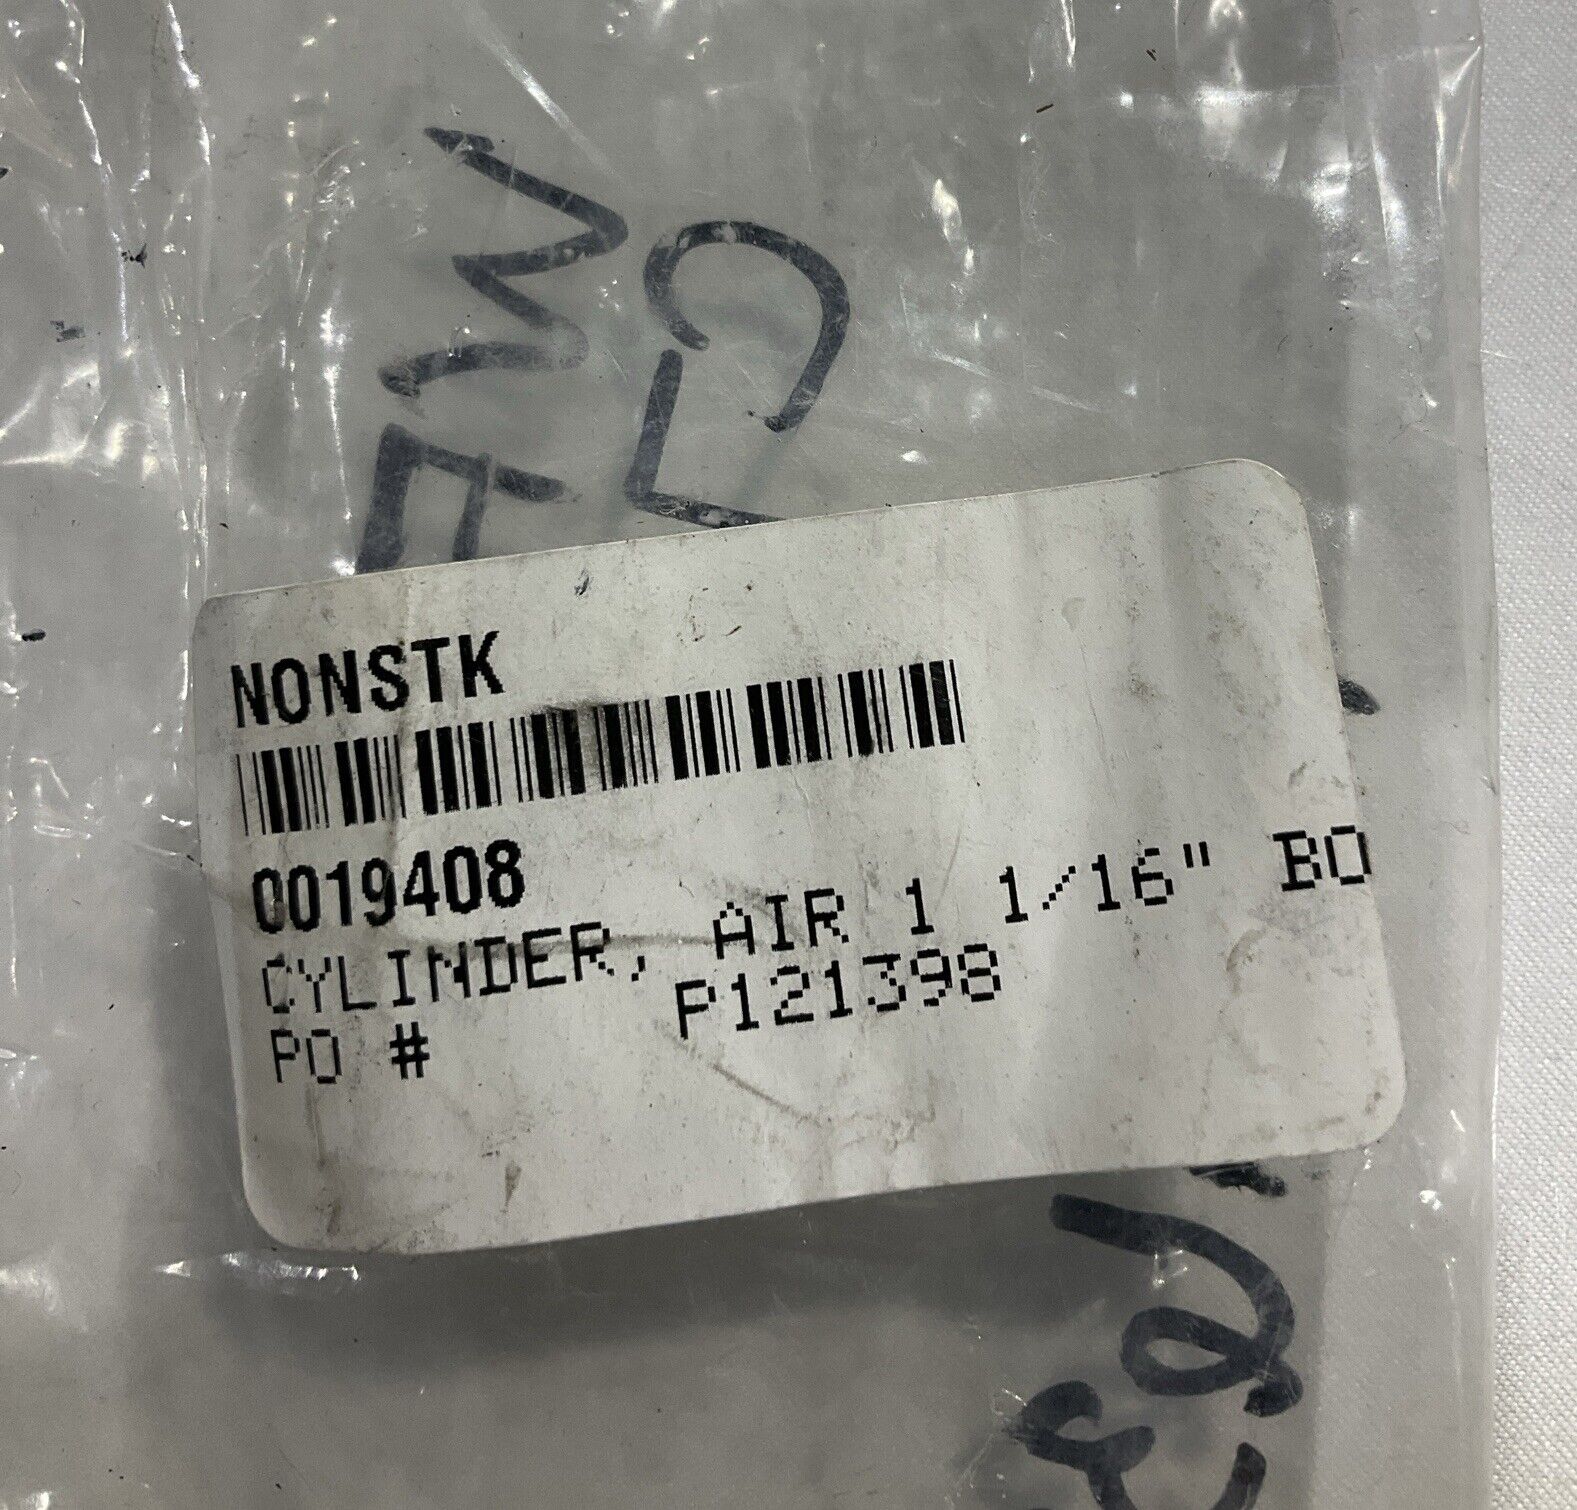 NONSTK
0019408
CYLINDER, AIR 1 1/16" BO
PO # P121398